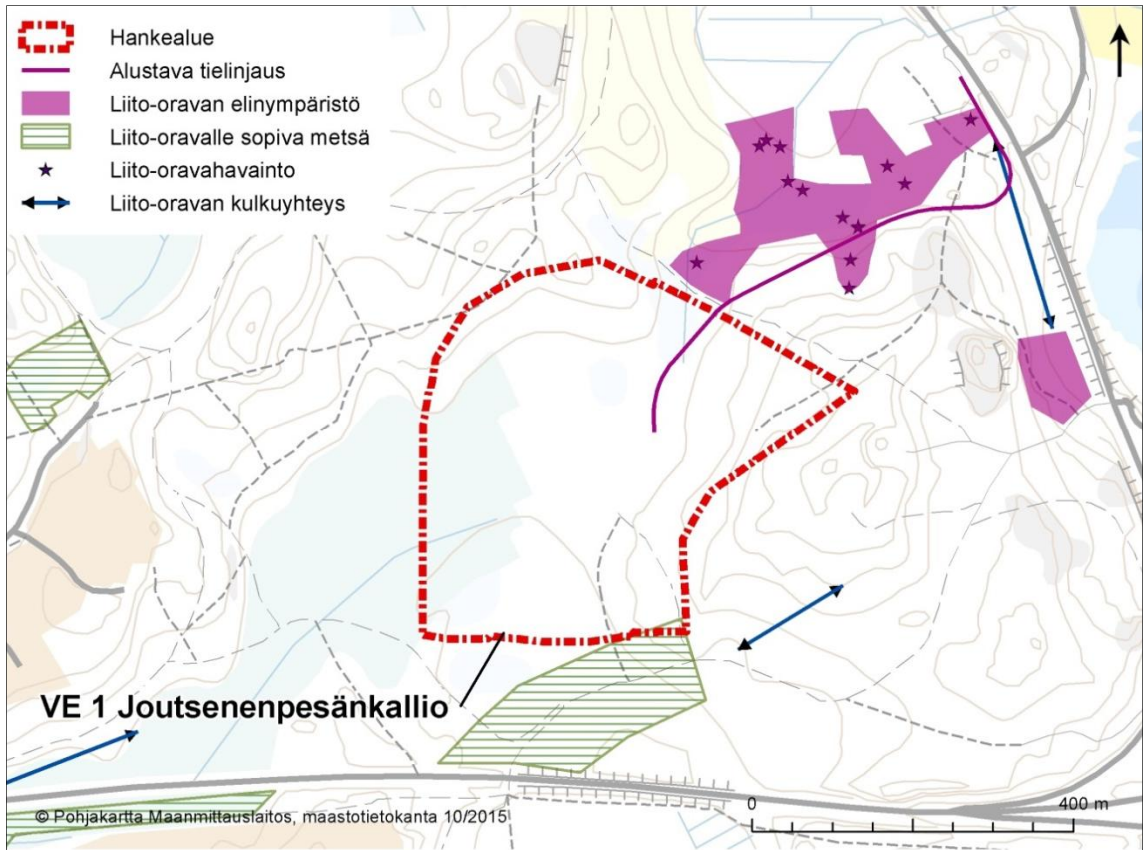 Hankealue
Alustava tielinjaus
Liito-oravan elinympäristö
Liito-oravalle sopiva metsä
Liito-oravahavainto
Liito-oravan kulkuyhteys
VE 1 Joutsenenpesänkallio
0 400 m
© Pohjakartta Maanmittauslaitos, maastotietokanta 10/2015